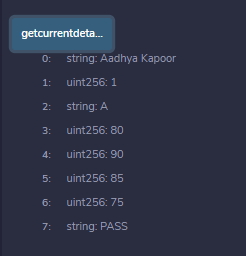 getcurrentdeta...
0: string: Aadhya Kapoor
1: uint256: 1
2: string: A
3: uint256: 80
4: uint256: 90
5: uint256: 85
6: uint256: 75
7: string: PASS